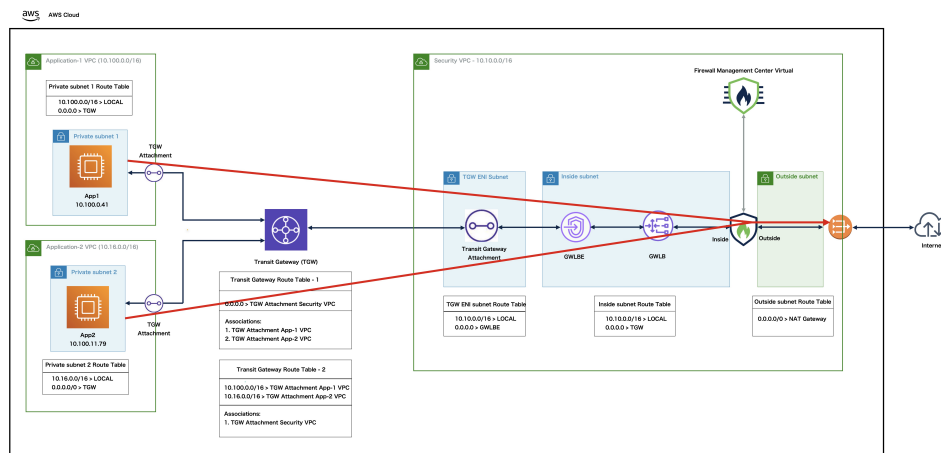 aws
AWS Cloud
Application-1 VPC (10.100.0.0/16)
Private subnet 1 Route Table
10.100.0.0/16 > LOCAL
0.0.0.0 > TGW
Private subnet 1
App1
10.100.0.41
TGW
Attachment
Application-2 VPC (10.16.0.0/16)
Private subnet 2
App2
10.100.11.79
TGW
Attachment
Private subnet 2 Route Table
10.16.0.0/16 > LOCAL
0.0.0.0/0 > TGW
Transit Gateway (TGW)
Transit Gateway Route Table - 1
0.0.0.0 > TGW Attachment Security VPC
Associations:
1. TGW Attachment App-1 VPC
2. TGW Attachment App-2 VPC
Transit Gateway Route Table - 2
10.100.0.0/16 > TGW Attachment App-1 VPC
10.16.0.0/16 > TGW Attachment App-2 VPC
Associations:
1. TGW Attachment Security VPC
Security VPC - 10.10.0.0/16
Firewall Management Center Virtual
TGW ENI Subnet
Transit Gateway
Attachment
Inside subnet
GWLBE
GWLB
Inside
Outside
Outside subnet
TGW ENI subnet Route Table
10.10.0.0/16 > LOCAL
0.0.0.0 > GWLBE
Inside subnet Route Table
10.10.0.0/16 > LOCAL
0.0.0.0 > TGW
Outside subnet Route Table
0.0.0.0/0 > NAT Gateway
Interne